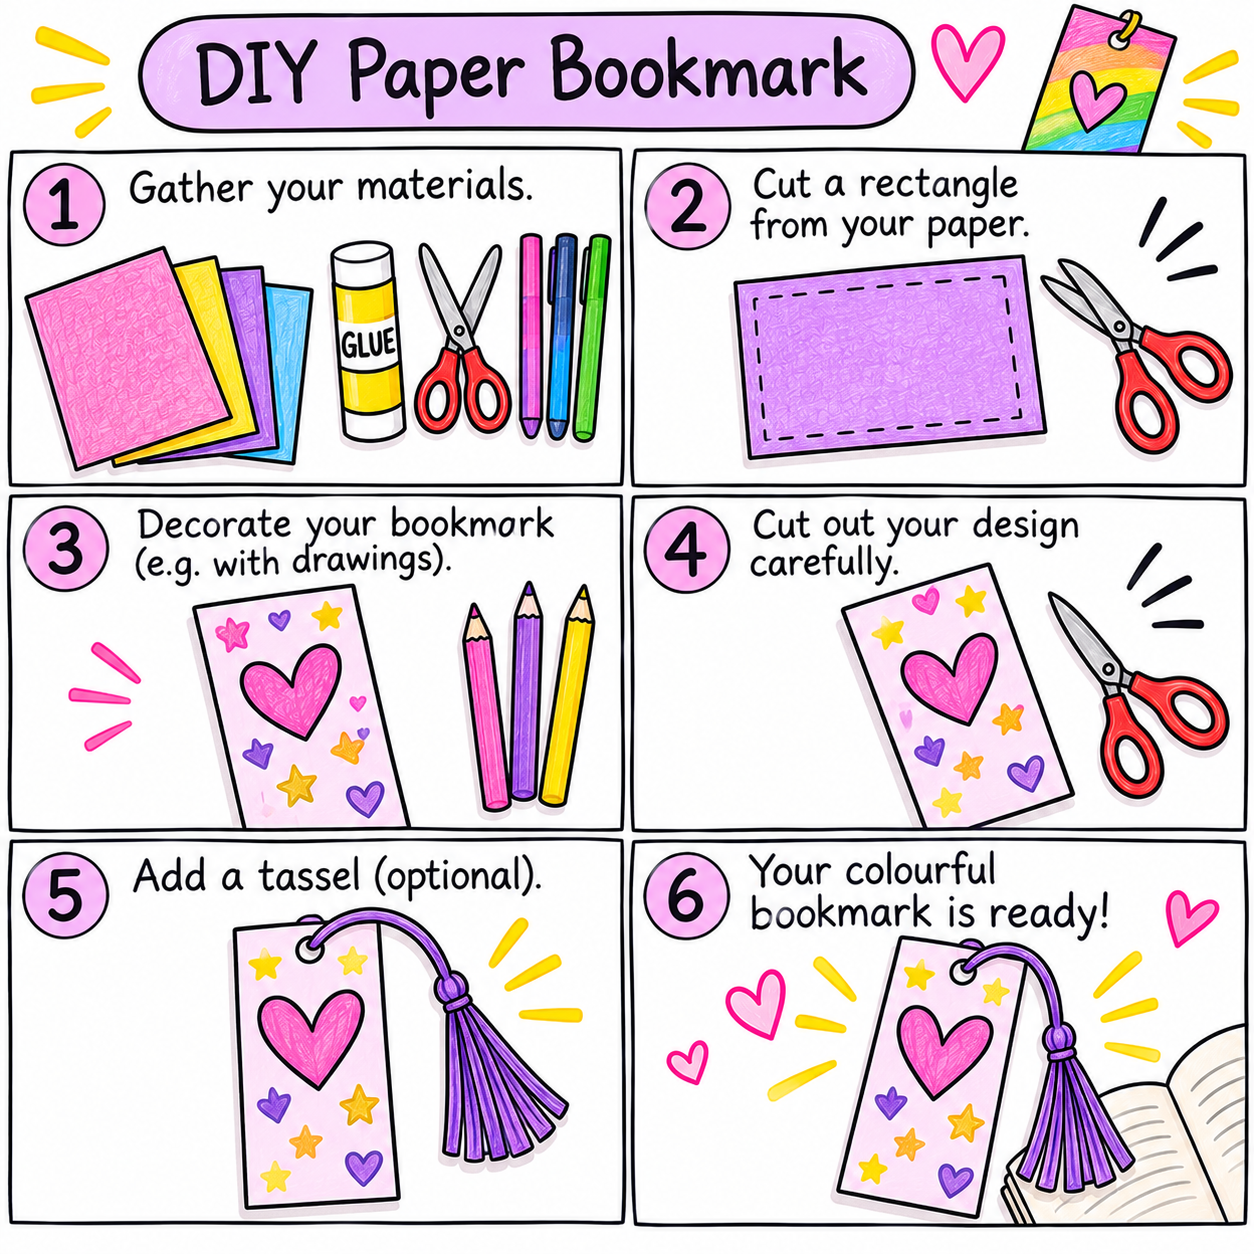 DIY Paper Bookmark
1
Gather your materials.
GLUE
2
Cut a rectangle
from your paper.
3
Decorate your bookmark
(e.g. with drawings).
4
Cut out your design
carefully.
5
Add a tassel (optional).
6
Your colourful
bookmark is ready!